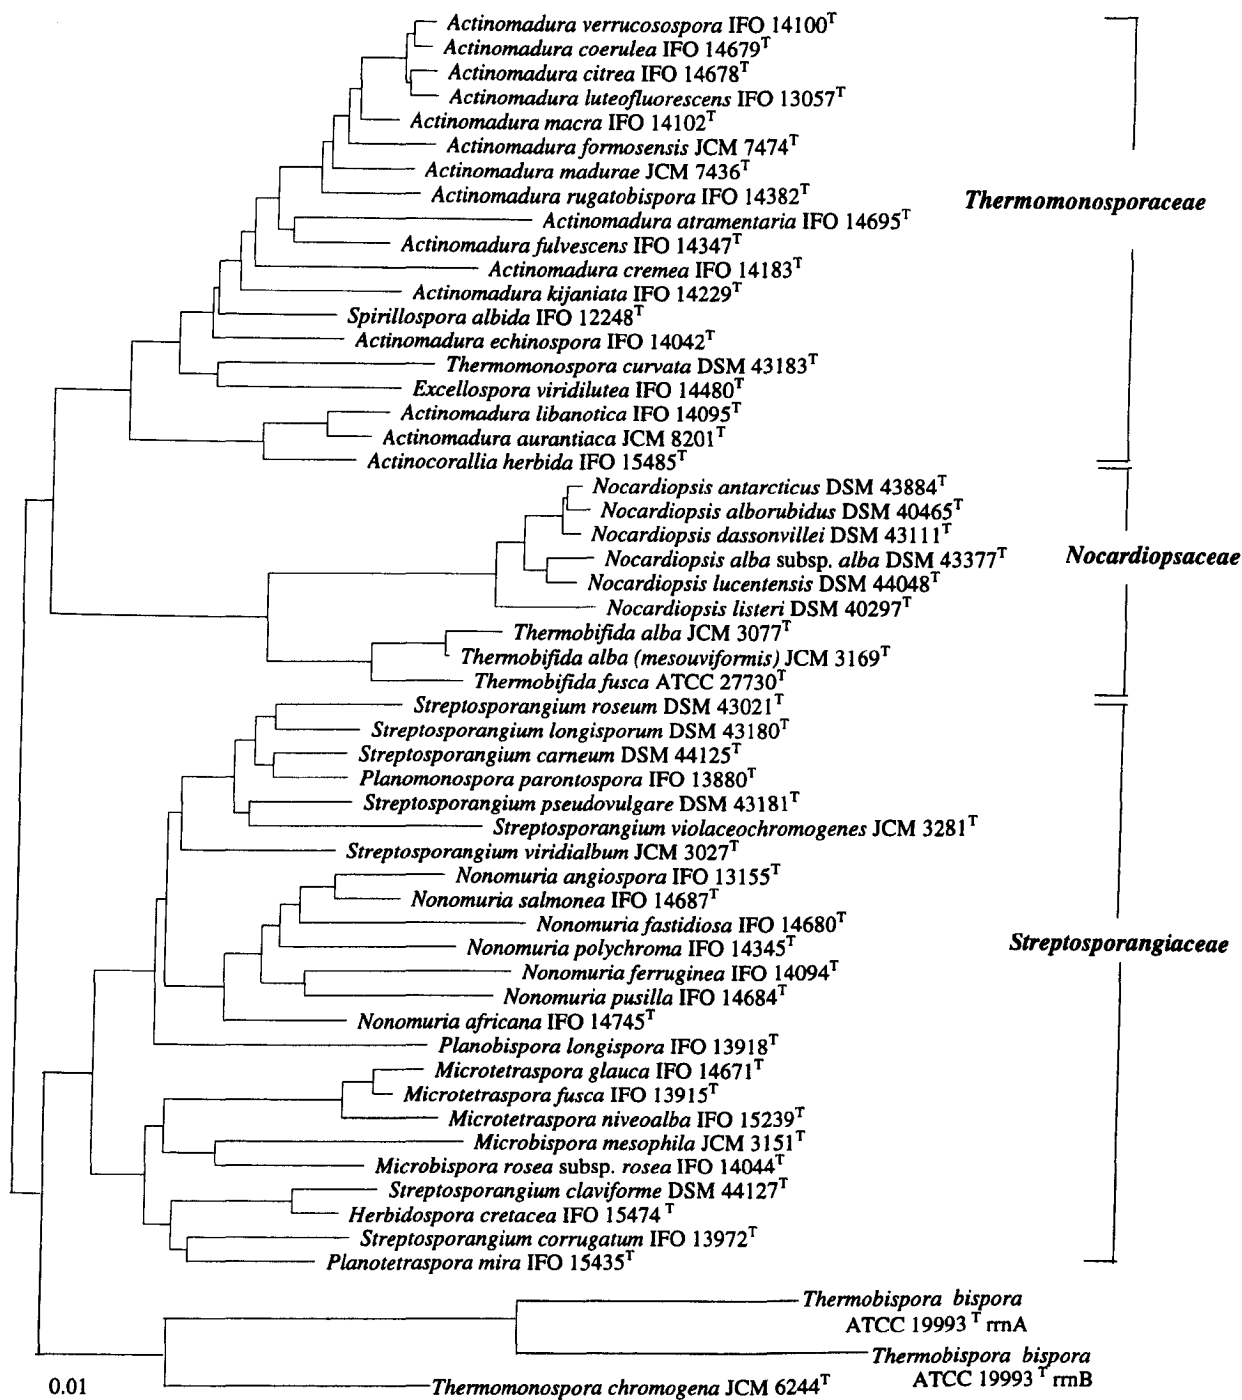 Actinomadura verrucosospora IFO 14100T
Actinomadura coerulea IFO 14679T
Actinomadura citrea IFO 14678T
Actinomadura luteofluorescens IFO 13057T
Actinomadura macra IFO 14102T
Actinomadura formosensis JCM 7474T
Actinomadura madurae JCM 7436T
Actinomadura rugatobispora IFO 14382T
Thermomonosporaceae
Actinomadura atramentaria IFO 14695T
Actinomadura fulvescens IFO 14347T
Actinomadura cremea IFO 14183T
Actinomadura kijaniata IFO 14229T
Spirillospora albida IFO 12248T
Actinomadura echinospora IFO 14042T
Thermomonospora curvata DSM 43183T
Excellospora viridilutea IFO 14480T
Actinomadura libanotica IFO 14095T
Actinomadura aurantiaca JCM 8201T
Actinocorallia herbida IFO 15485T
Nocardiopsis antarcticus DSM 43884T
Nocardiopsis alborubidus DSM 40465T
Nocardiopsis dassonvillei DSM 43111T
Nocardiopsis alba subsp. alba DSM 43377T
Nocardiopsaceae
Nocardiopsis lucentensis DSM 44048T
Nocardiopsis listeri DSM 40297T
Thermobifida alba JCM 3077T
Thermobifida alba (mesouviformis) JCM 3169T
Thermobifida fusca ATCC 27730T
Streptosporangium roseum DSM 43021T
Streptosporangium longisporum DSM 43180T
Streptosporangium carneum DSM 44125T
Planomonospora parontospora IFO 13880T
Streptosporangium pseudovulgare DSM 43181T
Streptosporangium violaceochromogenes JCM 3281T
Streptosporangium viridialbum JCM 3027T
Nonomuria angiospora IFO 13155T
Nonomuria salmonea IFO 14687T
Nonomuria fastidiosa IFO 14680T
Nonomuria polychroma IFO 14345T
Streptosporangiaceae
Nonomuria ferruginea IFO 14094T
Nonomuria pusilla IFO 14684T
Nonomuria africana IFO 14745T
Planobispora longispora IFO 13918T
Microtetraspora glauca IFO 14671T
Microtetraspora fusca IFO 13915T
Microtetraspora niveoalba IFO 15239T
Microbispora mesophila JCM 3151T
Microbispora rosea subsp. rosea IFO 14044T
Streptosporangium claviforme DSM 44127T
Herbidospora cretacea IFO 15474 T
Streptosporangium corrugatum IFO 13972T
Planotetraspora mira IFO 15435T
Thermobispora bispora
ATCC 19993 T rrnA
Thermobispora bispora
ATCC 19993 T rrnB
Thermomonospora chromogena JCM 6244T
0.01